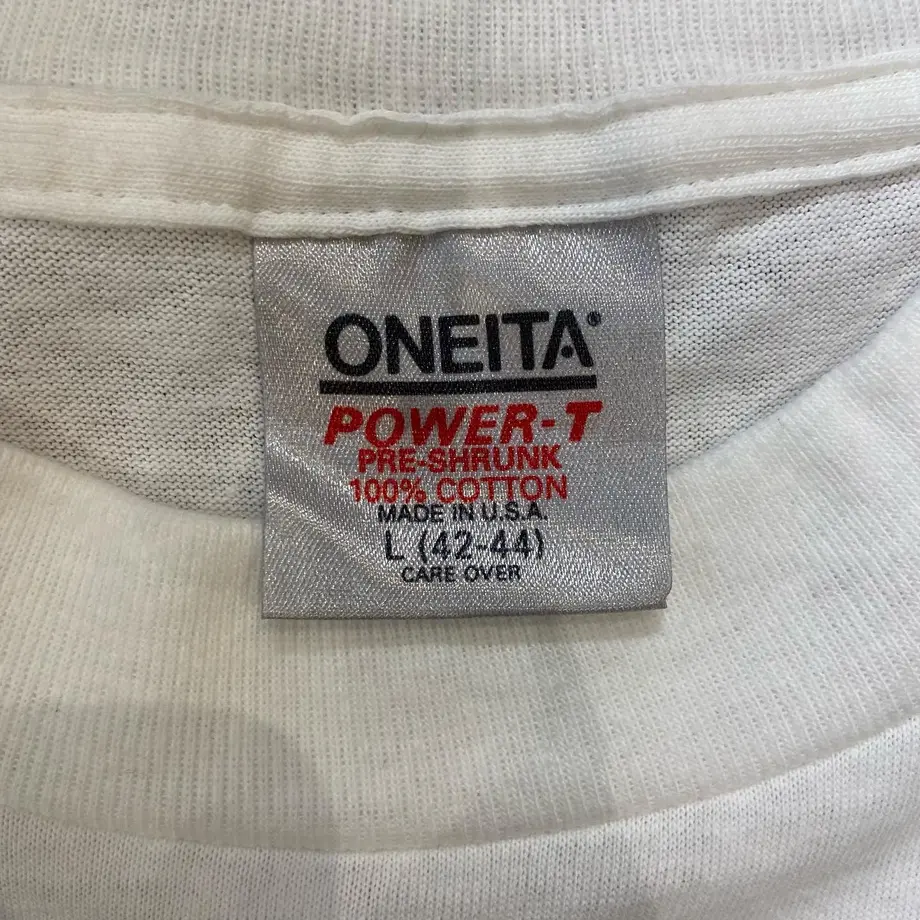 ONEITA®
POWER-T
PRE-SHRUNK
100% COTTON
MADE IN U.S.A.
L (42-44)
CARE OVER